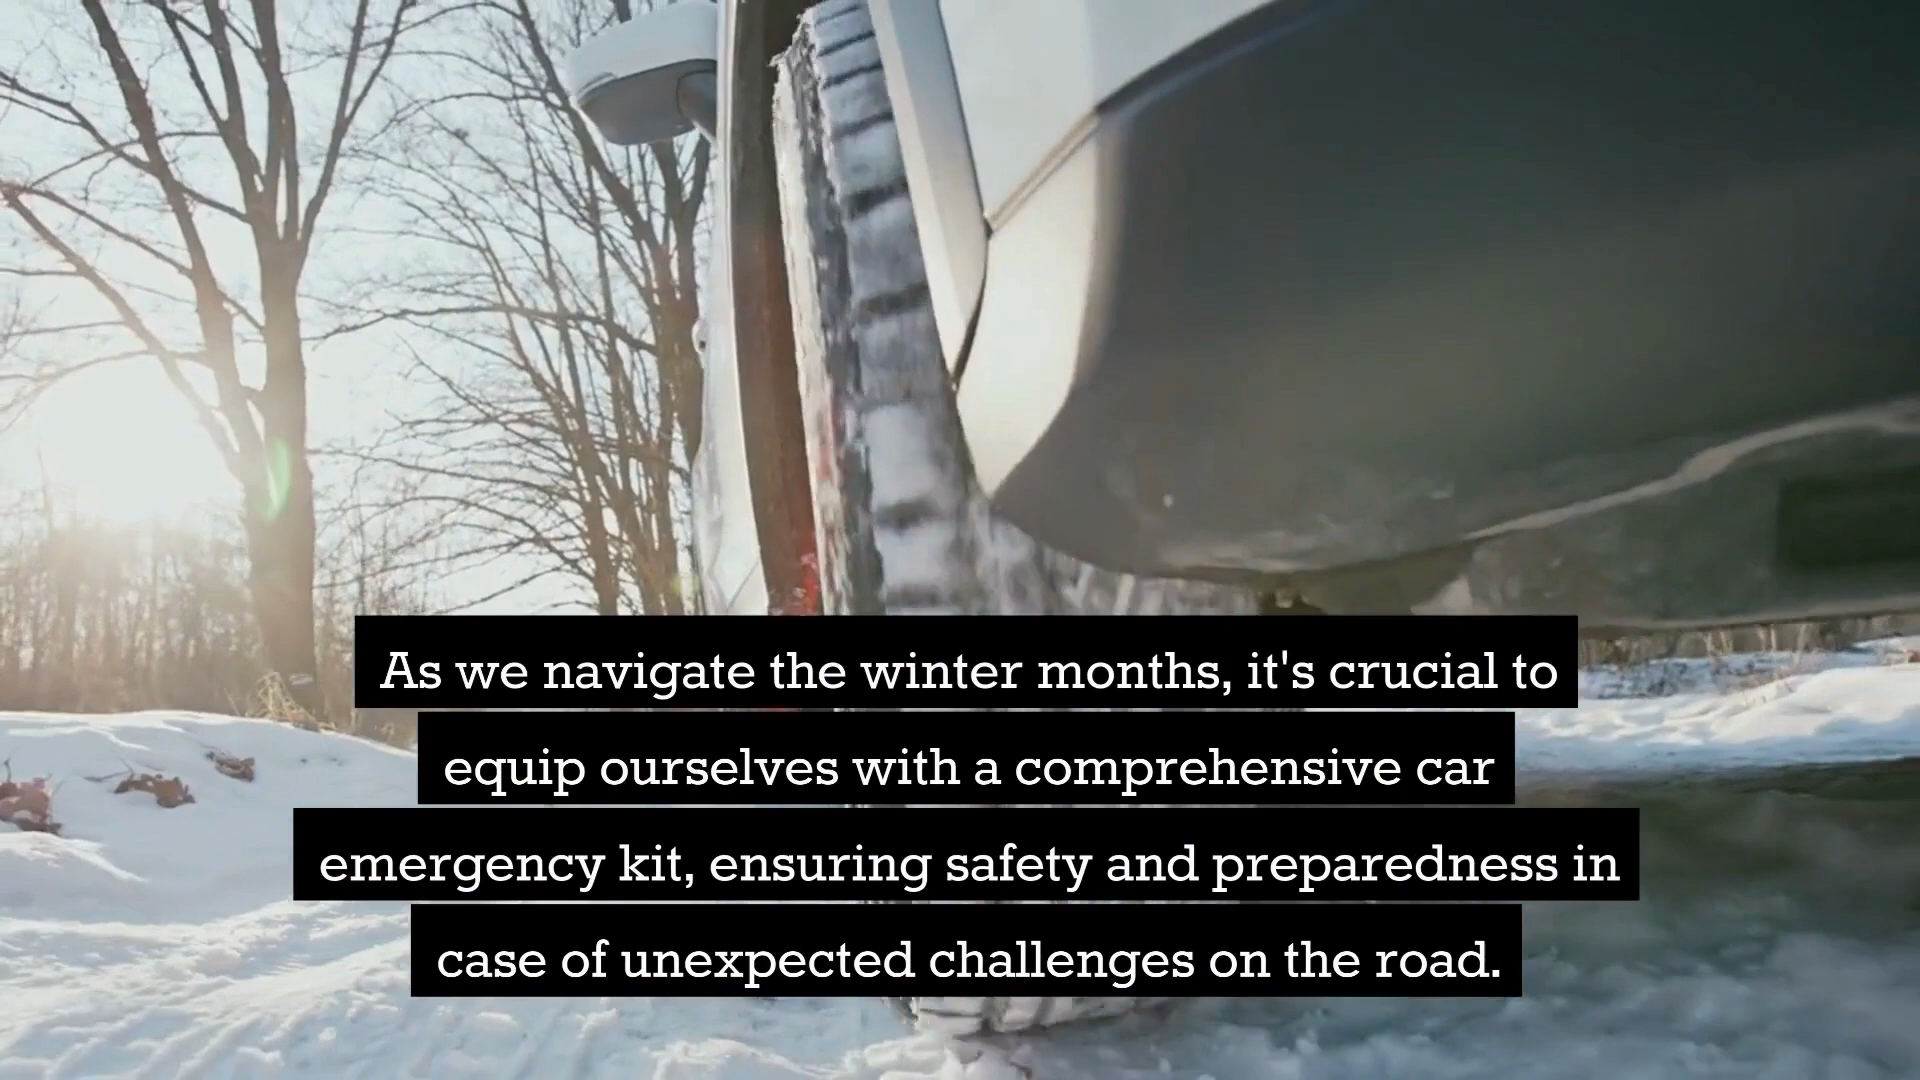 As we navigate the winter months, it's crucial to
equip ourselves with a comprehensive car
emergency kit, ensuring safety and preparedness in
case of unexpected challenges on the road.